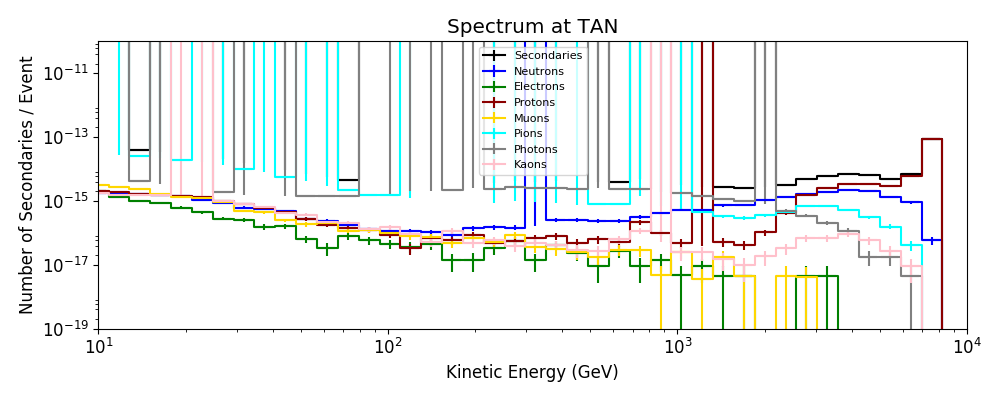 Spectrum at TAN
Number of Secondaries / Event
10⁻¹¹
10⁻¹³
10⁻¹⁵
10⁻¹⁷
10⁻¹⁹
Secondaries
Neutrons
Electrons
Protons
Muons
Pions
Photons
Kaons
10¹ 10² 10³ 10⁴
Kinetic Energy (GeV)